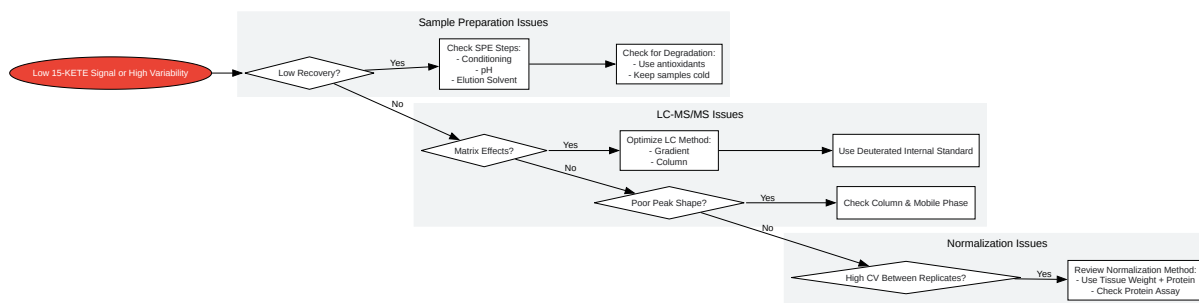 Sample Preparation Issues
Low 15-KETE Signal or High Variability
Low Recovery?
Yes
Check SPE Steps:
- Conditioning
- pH
- Elution Solvent
Check for Degradation:
- Use antioxidants
- Keep samples cold
No
LC-MS/MS Issues
Matrix Effects?
Yes
Optimize LC Method:
- Gradient
- Column
Use Deuterated Internal Standard
No
Poor Peak Shape?
Yes
Check Column & Mobile Phase
No
Normalization Issues
High CV Between Replicates?
Yes
Review Normalization Method:
- Use Tissue Weight + Protein
- Check Protein Assay